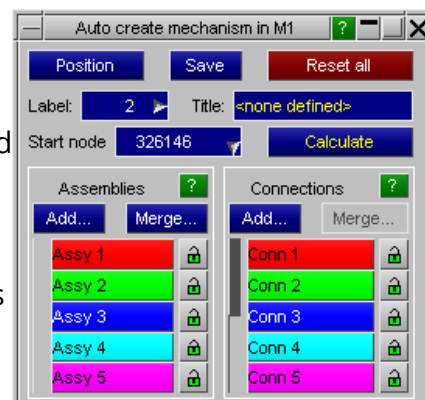 Auto create mechanism in M1 ?
Position Save Reset all
Label: 2 Title: <none defined>
d
Start node 326146 Calculate
Assemblies ? Connections ?
Add... Merge... Add... Merge...
Assy 1 Conn 1
Assy 2 Conn 2
s
Assy 3 Conn 3
Assy 4 Conn 4
Assy 5 Conn 5